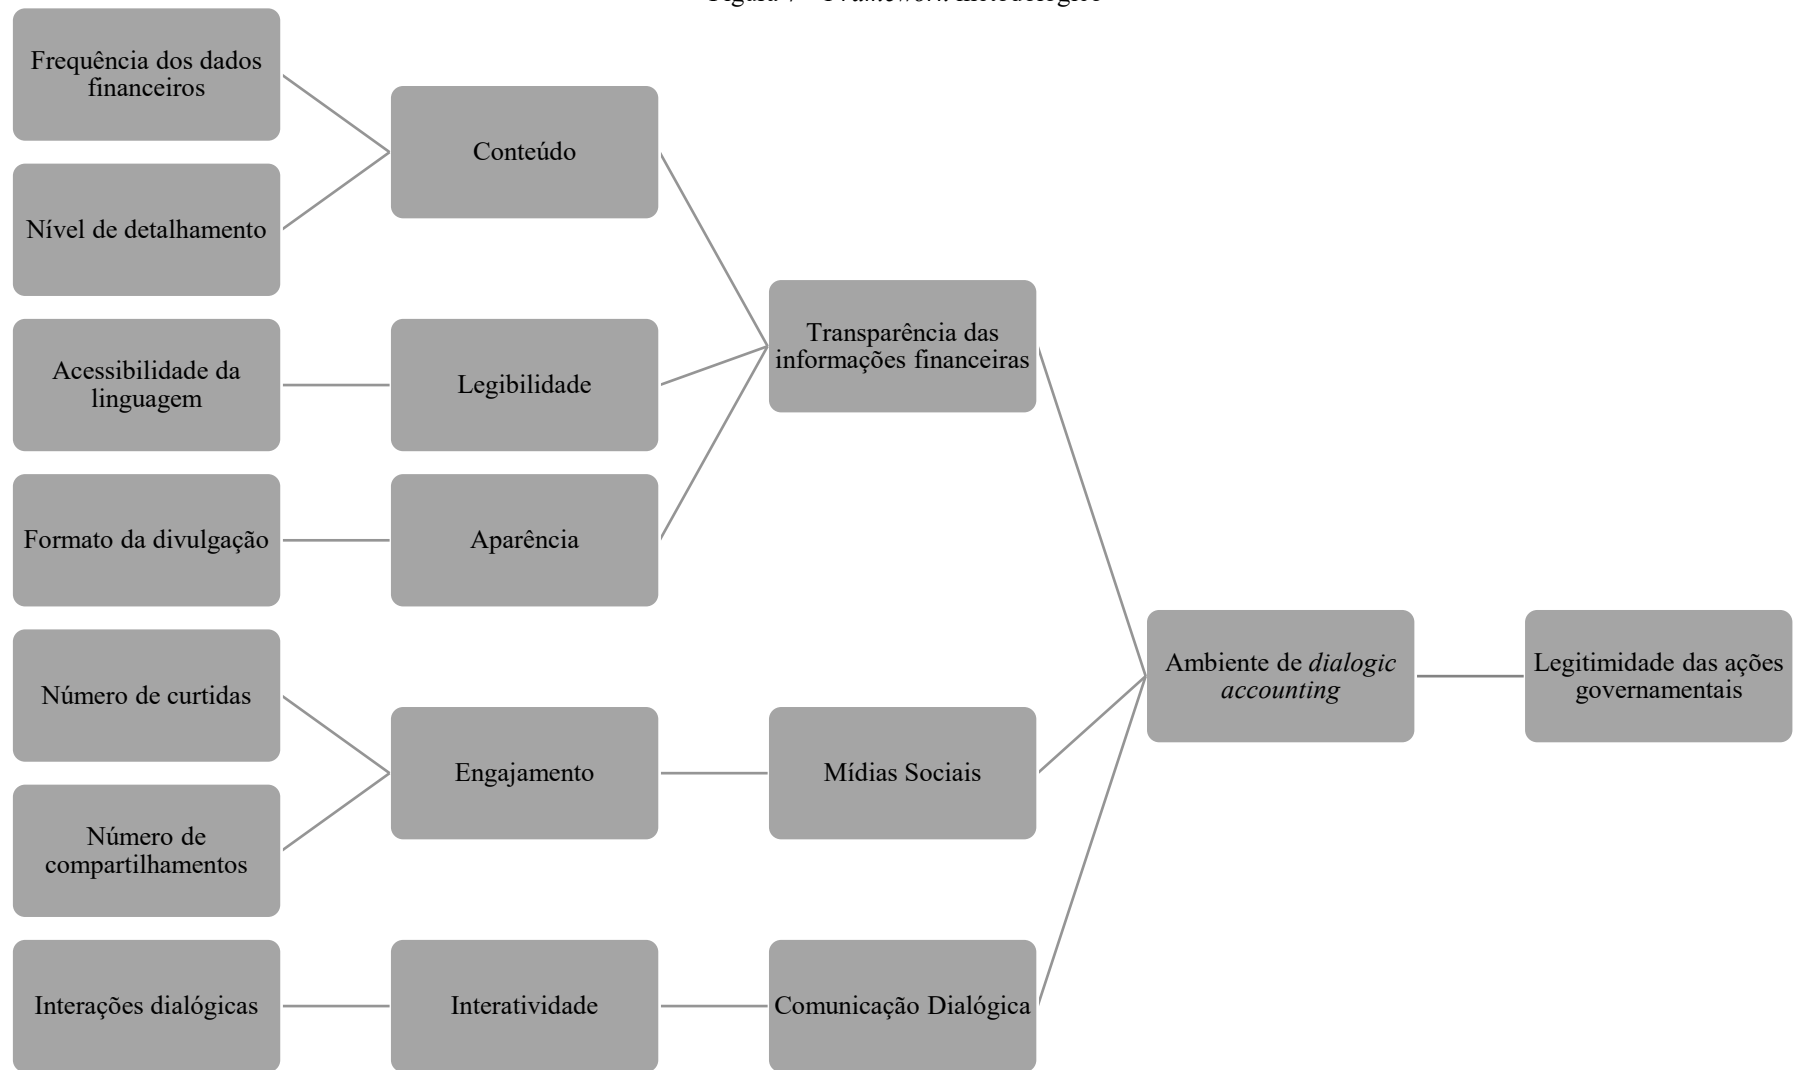 Frequência dos dados
financeiros
Nível de detalhamento
Acessibilidade da
linguagem
Formato da divulgação
Número de curtidas
Número de
compartilhamentos
Interações dialógicas
Conteúdo
Legibilidade
Aparência
Engajamento
Interatividade
Transparência das
informações financeiras
Mídias Sociais
Comunicação Dialógica
Ambiente de dialogic
accounting
Legitimidade das ações
governamentais